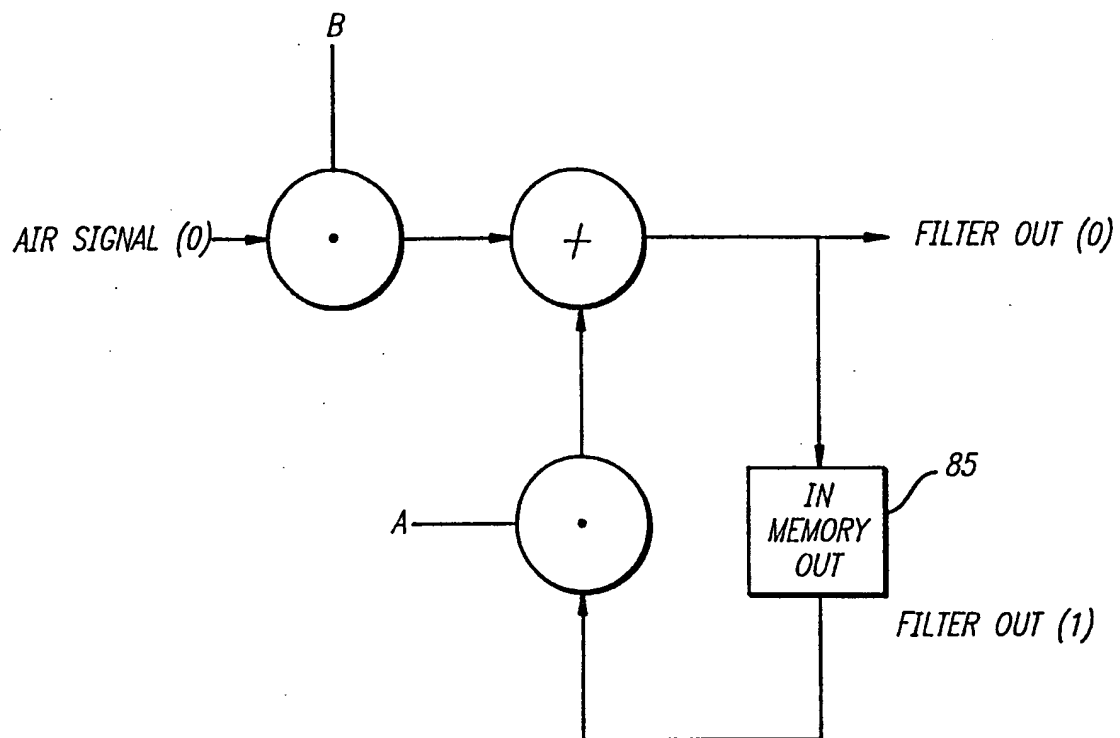 B
AIR SIGNAL (0)
•
+
FILTER OUT (0)
A
•
IN
MEMORY
OUT
85
FILTER OUT (1)